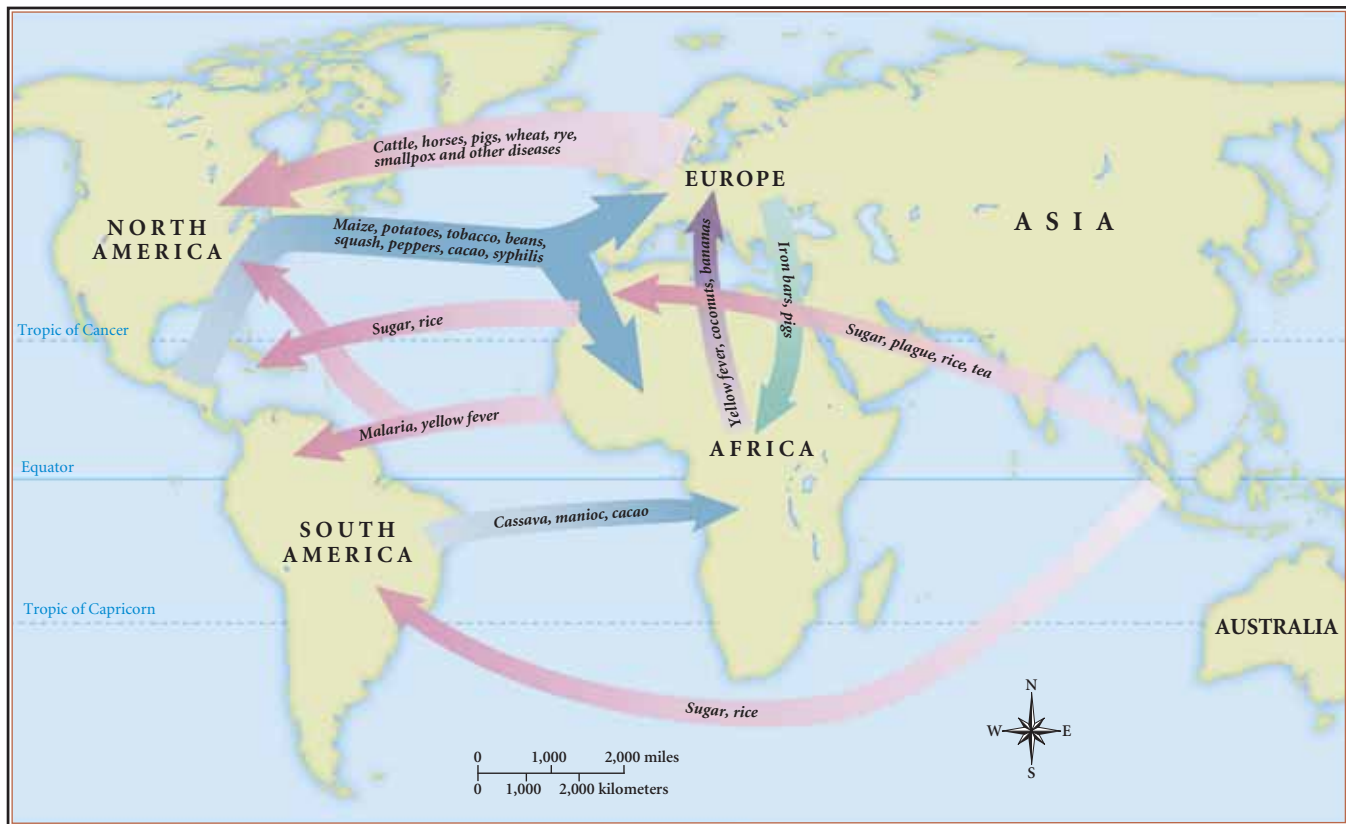 Cattle, horses, pigs, wheat, rye,
smallpox and other diseases
EUROPE
ASIA
NORTH
AMERICA
Maize, potatoes, tobacco, beans,
squash, peppers, cacao, syphilis
Yellow fever, coconuts, bananas
Iron bars, pigs
Tropic of Cancer
Sugar, rice
Sugar, plague, rice, tea
Malaria, yellow fever
AFRICA
Equator
SOUTH
AMERICA
Cassava, manioc, cacao
Tropic of Capricorn
AUSTRALIA
Sugar, rice
N
W
E
S
0 1,000 2,000 miles
0 1,000 2,000 kilometers